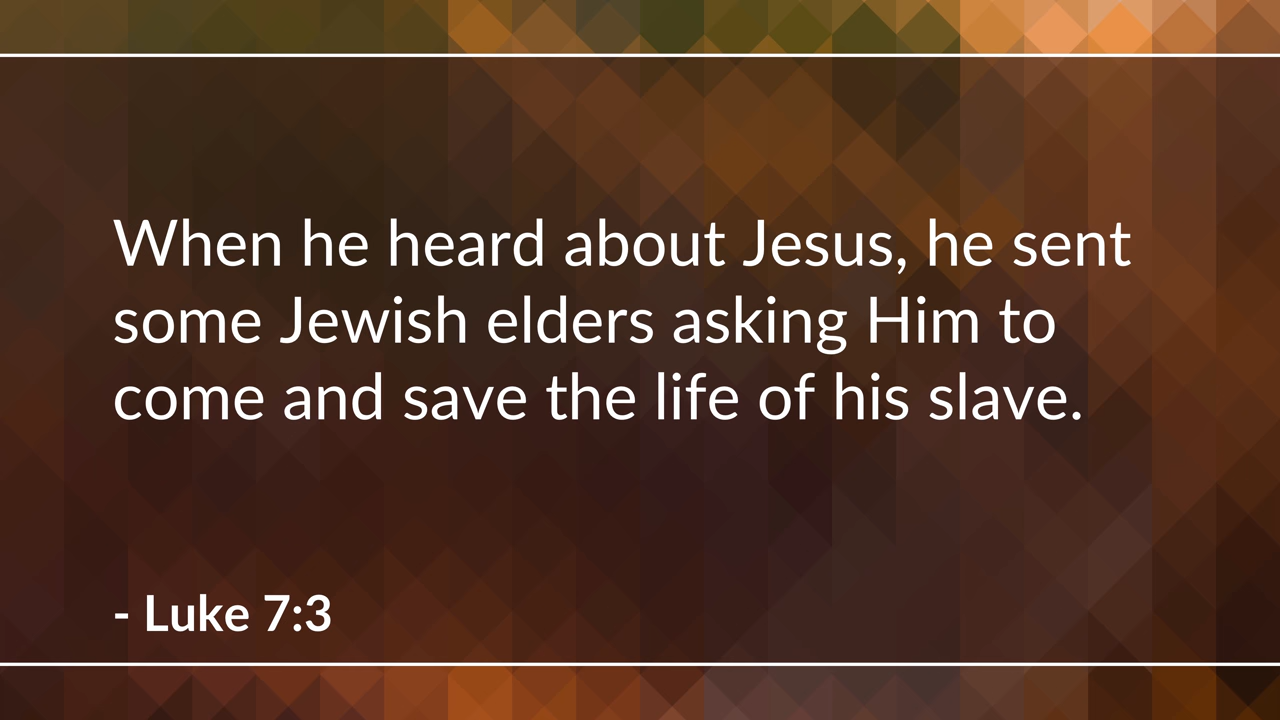 When he heard about Jesus, he sent
some Jewish elders asking Him to
come and save the life of his slave.
- Luke 7:3